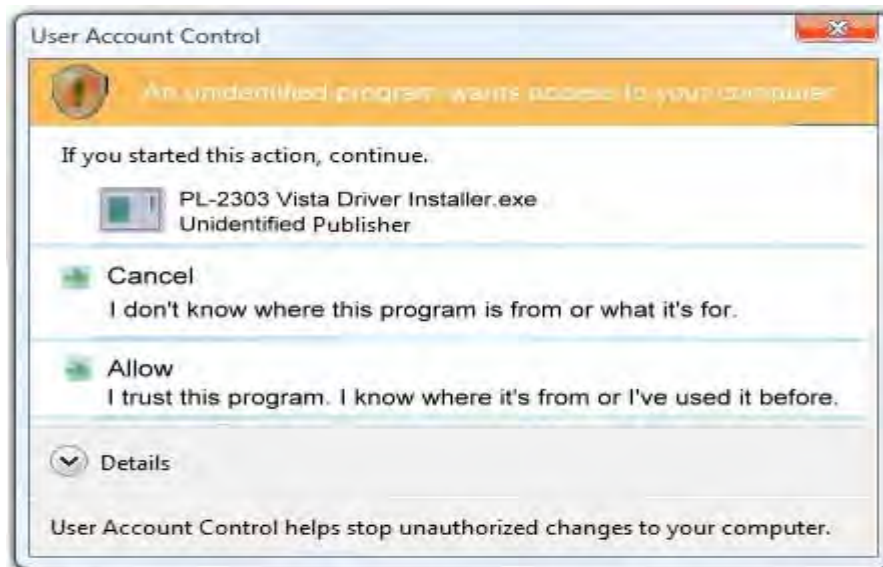 User Account Control
An unidentified program wants access to your computer
If you started this action, continue.
PL-2303 Vista Driver Installer.exe
Unidentified Publisher
Cancel
I don't know where this program is from or what it's for.
Allow
I trust this program. I know where it's from or I've used it before.
Details
User Account Control helps stop unauthorized changes to your computer.